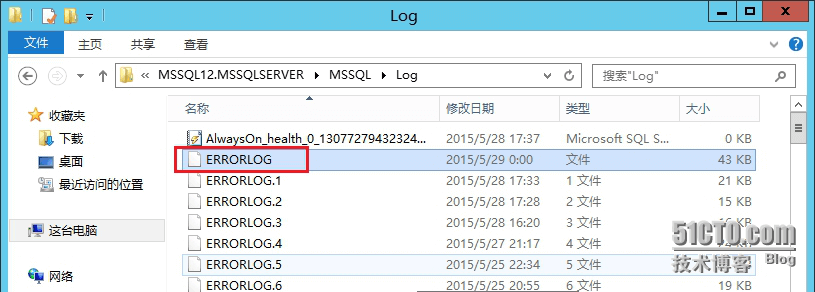 Log
文件 主页 共享 查看
« MSSQL12.MSSQLSERVER ▸ MSSQL ▸ Log 搜索"Log"
名称 修改日期 类型 大小
收藏夹
下载
桌面
最近访问的位置
这台电脑
网络
AlwaysOn_health_0_13077279432324... 2015/5/28 17:37 Microsoft SQL S... 0 KB
ERRORLOG 2015/5/29 0:00 文件 43 KB
ERRORLOG.1 2015/5/28 17:33 1 文件 21 KB
ERRORLOG.2 2015/5/28 17:28 2 文件 15 KB
ERRORLOG.3 2015/5/28 16:20 3 文件 KB
ERRORLOG.4 2015/5/27 21:17 4 文件 KB
ERRORLOG.5 2015/5/25 22:34 5 文件
ERRORLOG.6 2015/5/25 20:41 6 文件 19 KB
51CTO.com
技术博客 Blog